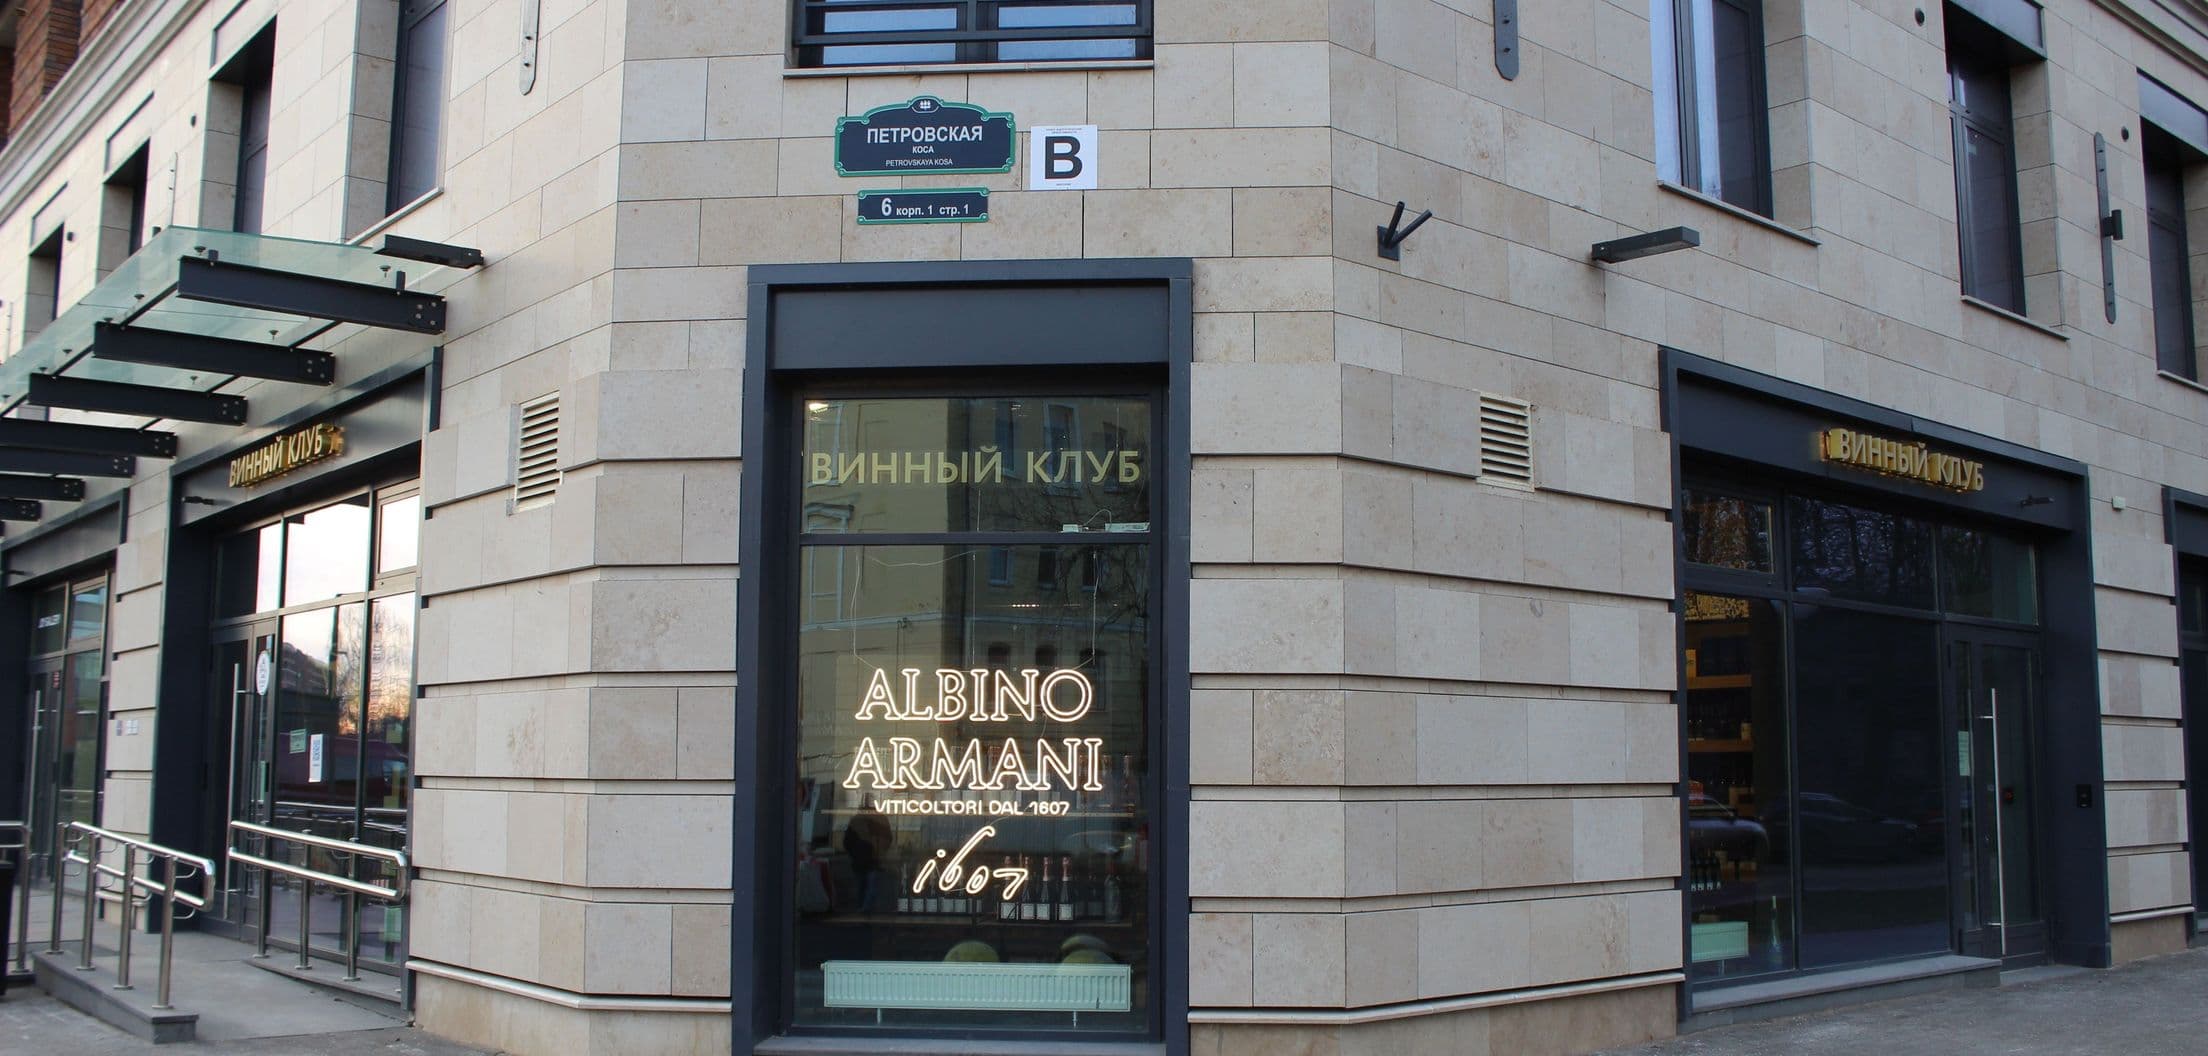 ПЕТРОВСКАЯ
КОСА
PETROVSKAYA KOSA
B
6 корп. 1 стр. 1
ВИННЫЙ КЛУБ
ВИННЫЙ КЛУБ
ВИННЫЙ КЛУБ
ALBINO
ARMANI
VITICOLTORI DAL 1607
1607